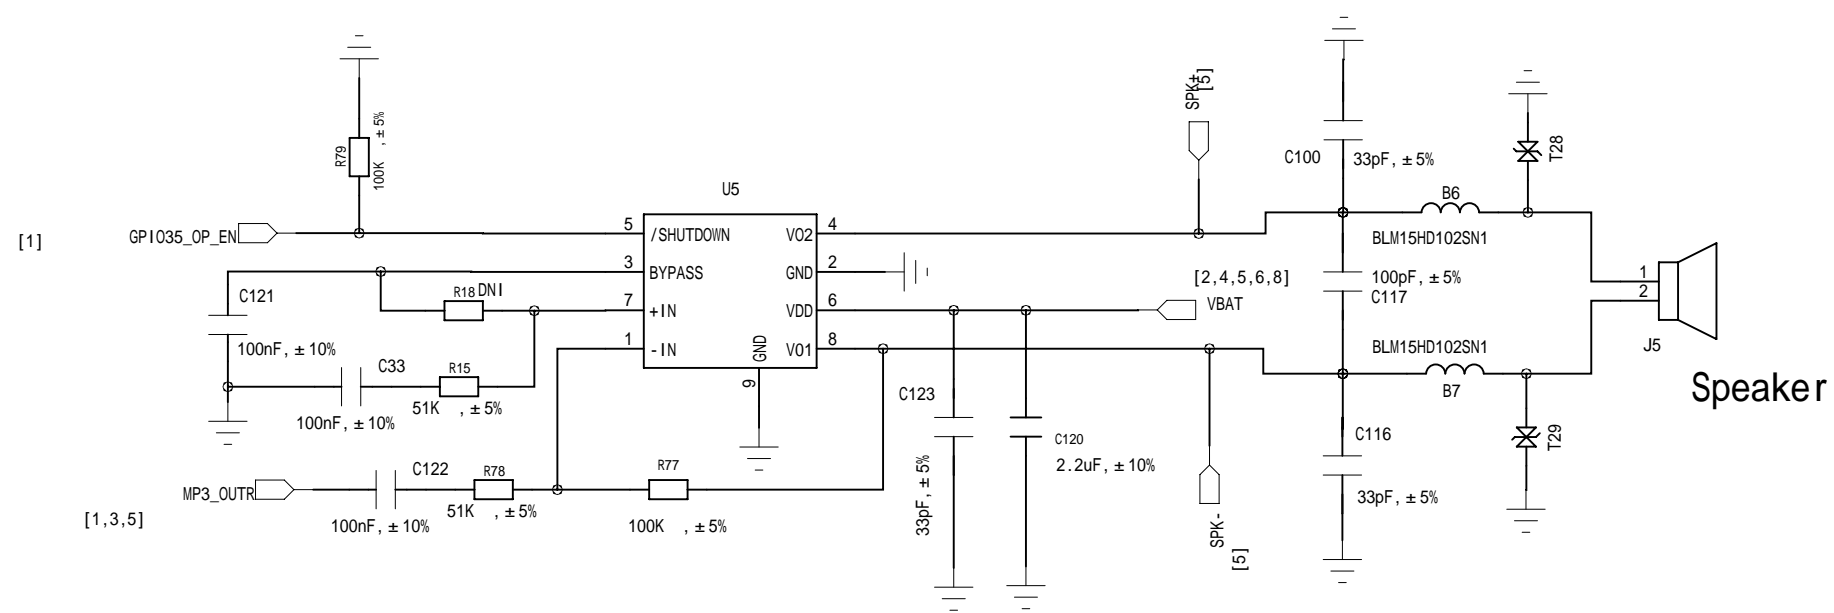 SPK+
[5]
R79
100K , ±5%
C100
33pF, ±5%
T28
U5
B6
[1]
GPIO35_OP_EN
5
/SHUTDOWN
VO2
4
BLM15HD102SN1
3
BYPASS
GND
2
[2,4,5,6,8]
100pF, ±5%
C117
1
2
C121
R18 DNI
7
+IN
VDD
6
VBAT
100nF, ±10%
1
-IN
GND
VO1
8
BLM15HD102SN1
J5
C33
R15
9
B7
Speaker
100nF, ±10%
51K , ±5%
C123
33pF, ±5%
C120
2.2uF, ±10%
C116
T29
33pF, ±5%
C122
R78
R77
MP3_OUTR
[1,3,5]
100nF, ±10%
51K , ±5%
100K , ±5%
SPK-
[5]